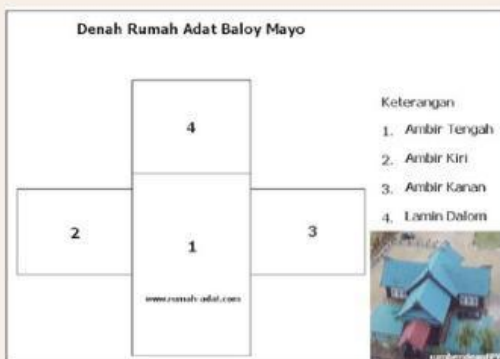 Denah Rumah Adat Baloy Mayo
4
2
1
3
www.rumah-adat.com
Keterangan
1. Ambir Tengah
2. Ambir Kiri
3. Ambir Kanan
4. Lamin Dalom